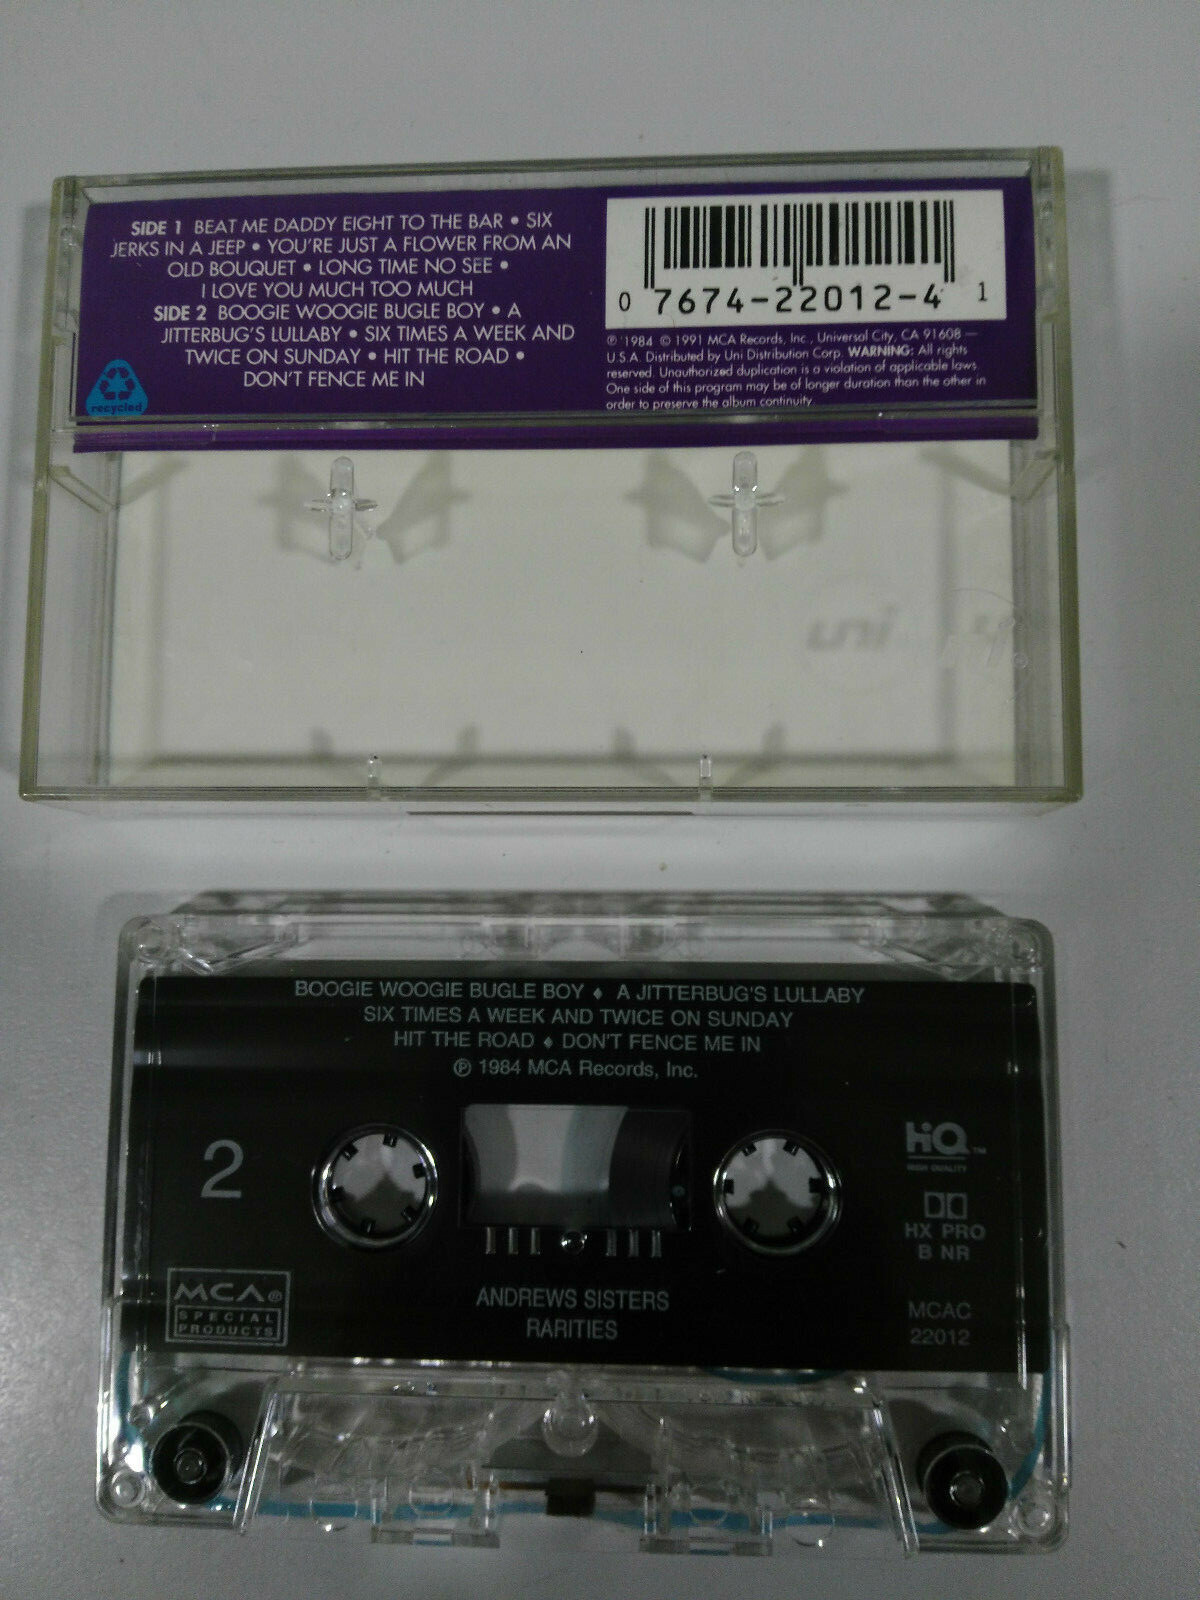 SIDE 1 BEAT ME DADDY EIGHT TO THE BAR • SIX
JERKS IN A JEEP • YOU'RE JUST A FLOWER FROM AN
OLD BOUQUET • LONG TIME NO SEE •
I LOVE YOU MUCH TOO MUCH
SIDE 2 BOOGIE WOOGIE BUGLE BOY • A
JITTERBUG'S LULLABY • SIX TIMES A WEEK AND
TWICE ON SUNDAY • HIT THE ROAD •
DON'T FENCE ME IN
recycled
0 7674-22012-4 1
℗ 1984 © 1991 MCA Records, Inc., Universal City, CA 91608 —
U.S.A. Distributed by Uni Distribution Corp. WARNING: All rights
reserved. Unauthorized duplication is a violation of applicable laws.
One side of this program may be of longer duration than the other in
order to preserve the album continuity.
uni
BOOGIE WOOGIE BUGLE BOY ♦ A JITTERBUG'S LULLABY
SIX TIMES A WEEK AND TWICE ON SUNDAY
HIT THE ROAD ♦ DON'T FENCE ME IN
℗ 1984 MCA Records, Inc.
2
HiQ™
HIGH QUALITY
HX PRO
B NR
MCA®
SPECIAL
PRODUCTS
ANDREWS SISTERS
RARITIES
MCAC
22012